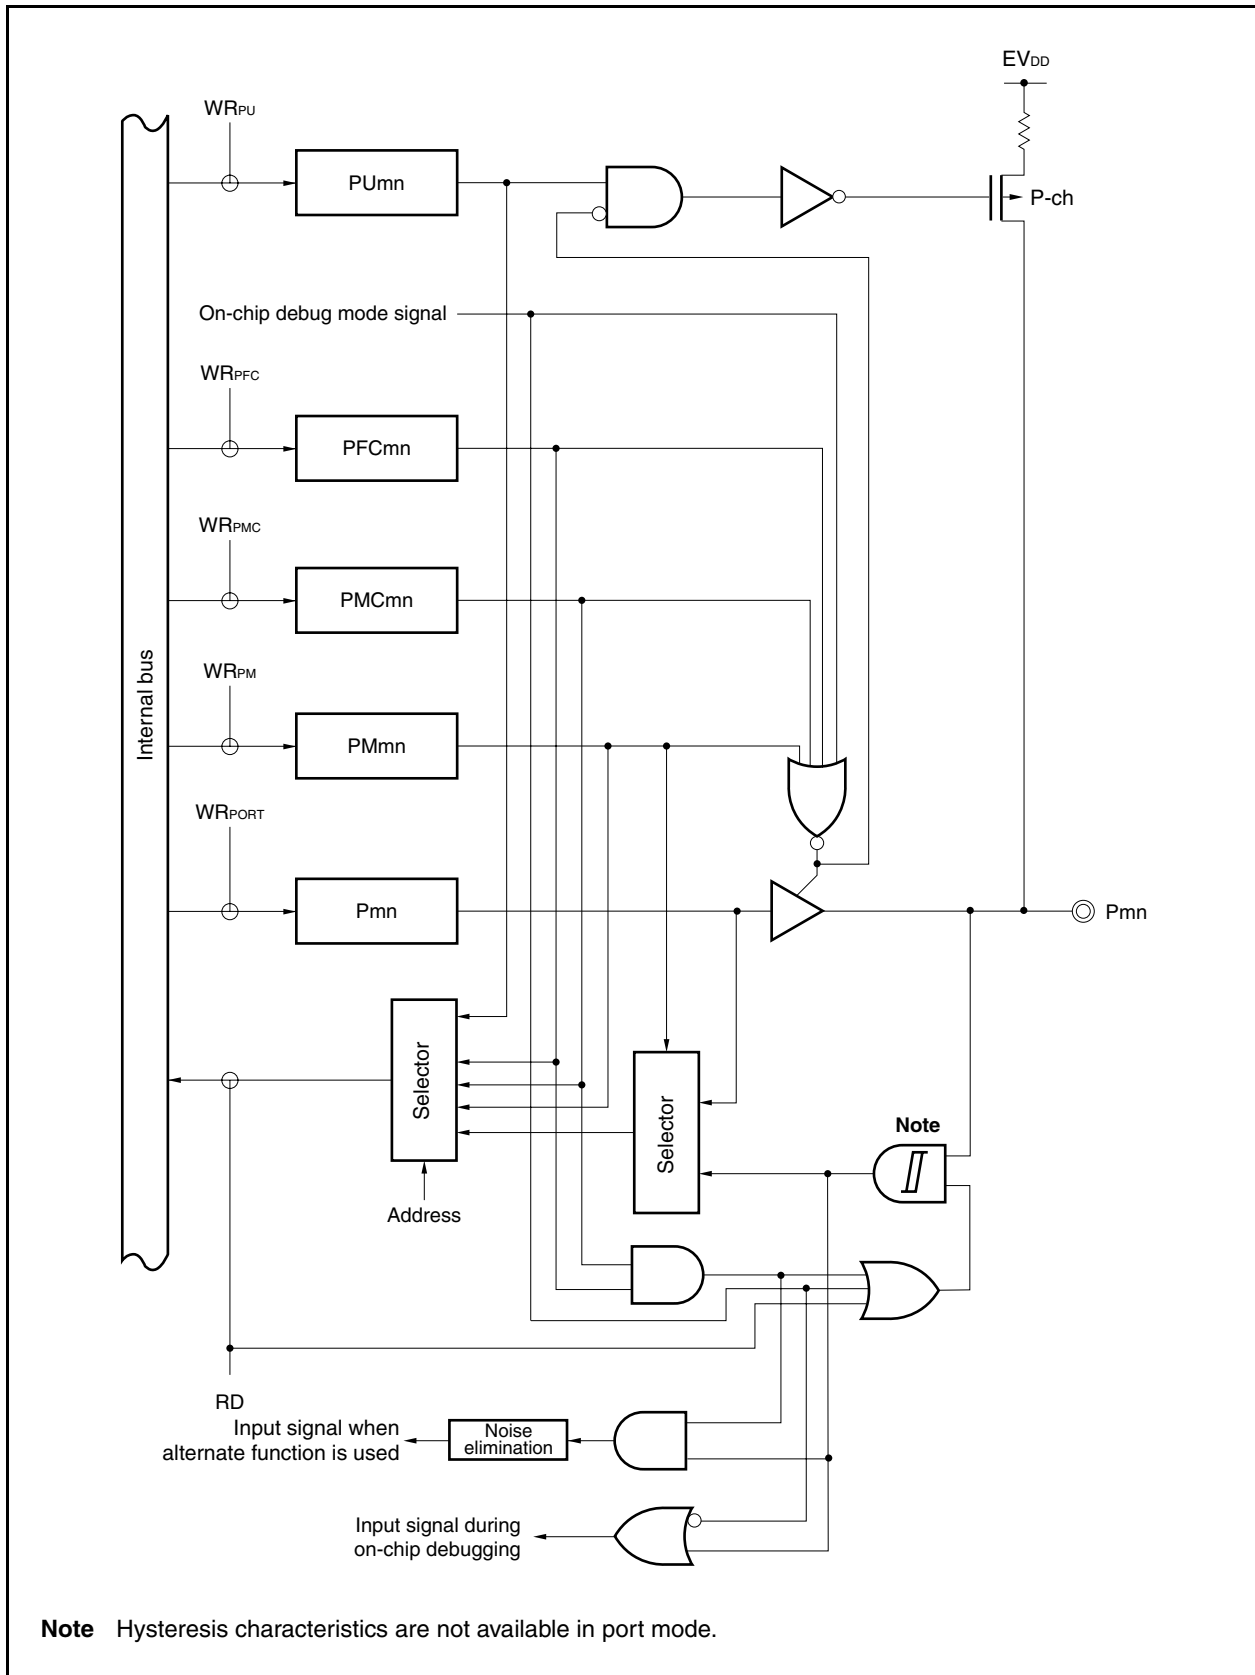 EVDD
WRPU
PUmn
P-ch
On-chip debug mode signal
WRPFC
PFCmn
WRPMC
PMCmn
Internal bus
WRPM
PMmn
WRPORT
Pmn
Pmn
Selector
Selector
Note
Address
RD
Input signal when
alternate function is used
Noise
elimination
Input signal during
on-chip debugging
Note Hysteresis characteristics are not available in port mode.